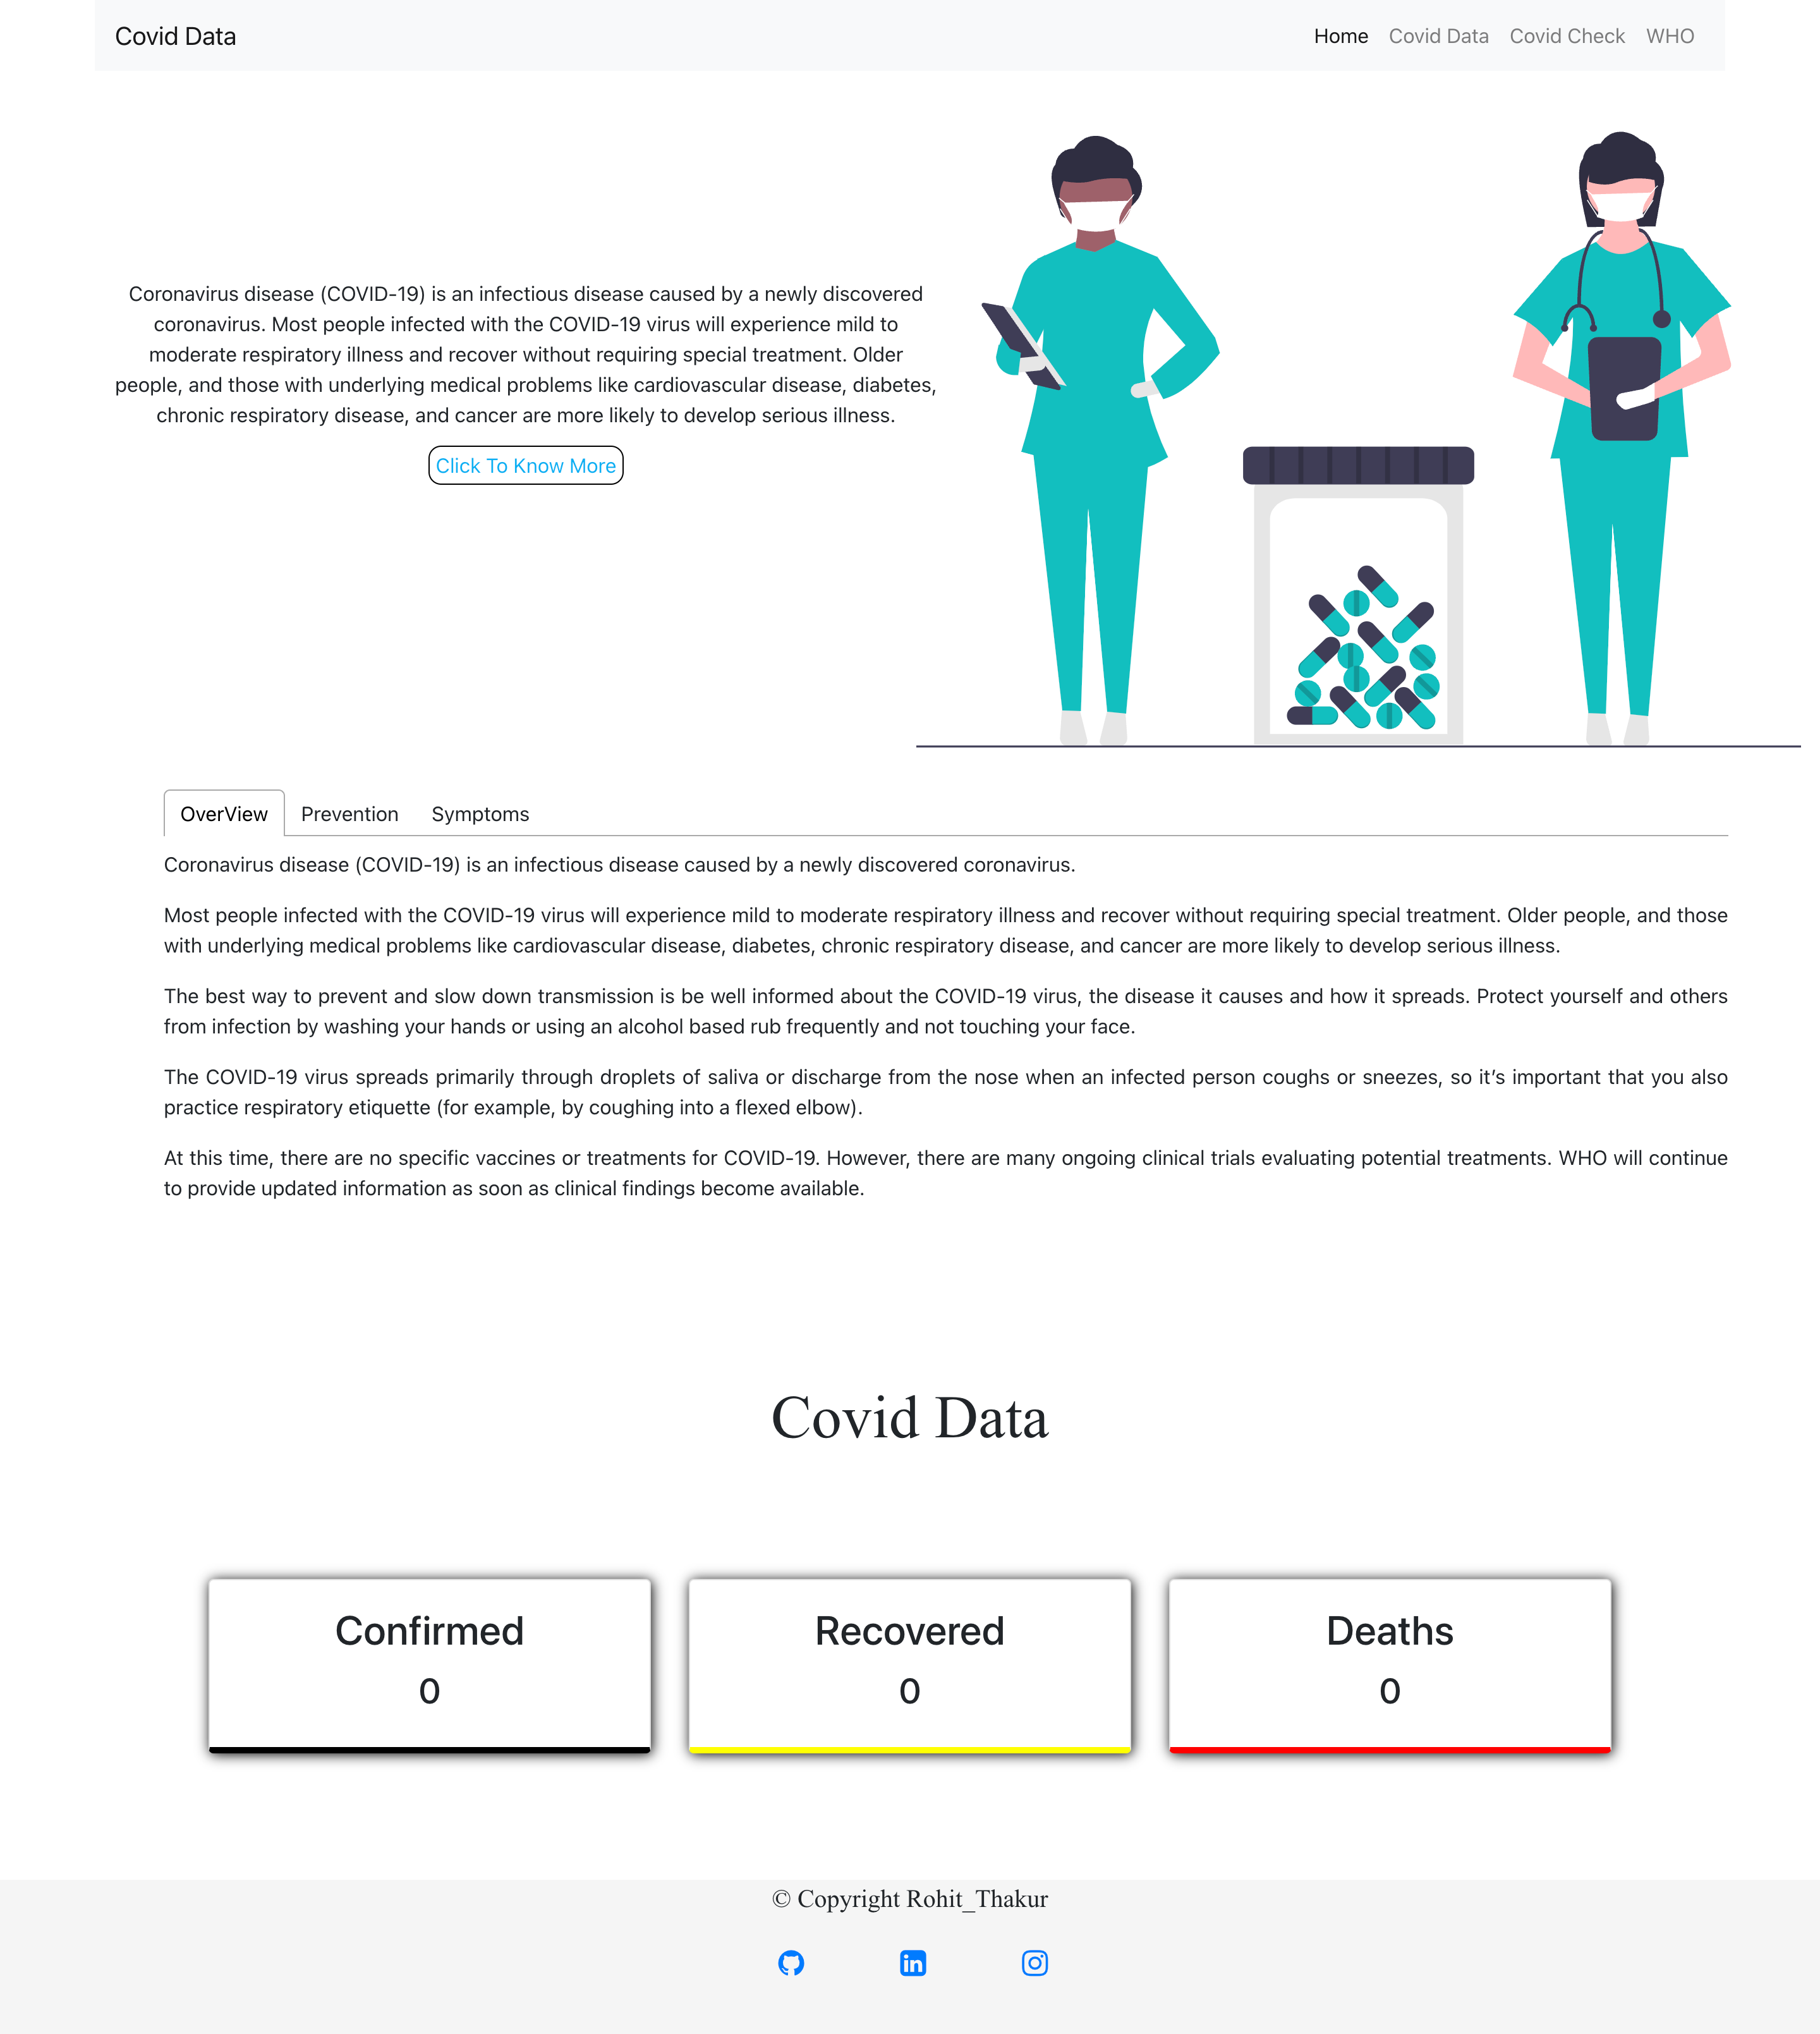 Covid Data
Home Covid Data Covid Check WHO
Coronavirus disease (COVID-19) is an infectious disease caused by a newly discovered
coronavirus. Most people infected with the COVID-19 virus will experience mild to
moderate respiratory illness and recover without requiring special treatment. Older
people, and those with underlying medical problems like cardiovascular disease, diabetes,
chronic respiratory disease, and cancer are more likely to develop serious illness.
Click To Know More
OverView Prevention Symptoms
Coronavirus disease (COVID-19) is an infectious disease caused by a newly discovered coronavirus.
Most people infected with the COVID-19 virus will experience mild to moderate respiratory illness and recover without requiring special treatment. Older people, and those
with underlying medical problems like cardiovascular disease, diabetes, chronic respiratory disease, and cancer are more likely to develop serious illness.
The best way to prevent and slow down transmission is be well informed about the COVID-19 virus, the disease it causes and how it spreads. Protect yourself and others
from infection by washing your hands or using an alcohol based rub frequently and not touching your face.
The COVID-19 virus spreads primarily through droplets of saliva or discharge from the nose when an infected person coughs or sneezes, so it’s important that you also
practice respiratory etiquette (for example, by coughing into a flexed elbow).
At this time, there are no specific vaccines or treatments for COVID-19. However, there are many ongoing clinical trials evaluating potential treatments. WHO will continue
to provide updated information as soon as clinical findings become available.
Covid Data
Confirmed
0
Recovered
0
Deaths
0
© Copyright Rohit_Thakur